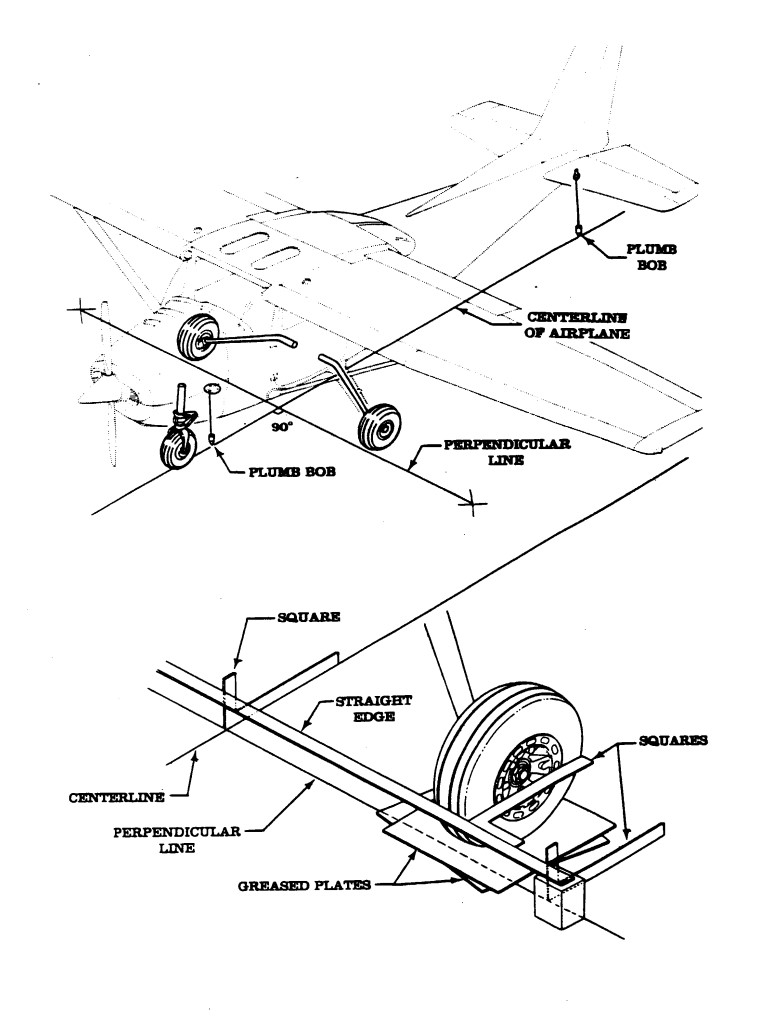 PLUMB
BOB
CENTERLINE
OF AIRPLANE
90°
PERPENDICULAR
LINE
PLUMB BOB
SQUARE
STRAIGHT
EDGE
SQUARES
CENTERLINE
PERPENDICULAR
LINE
GREASED PLATES